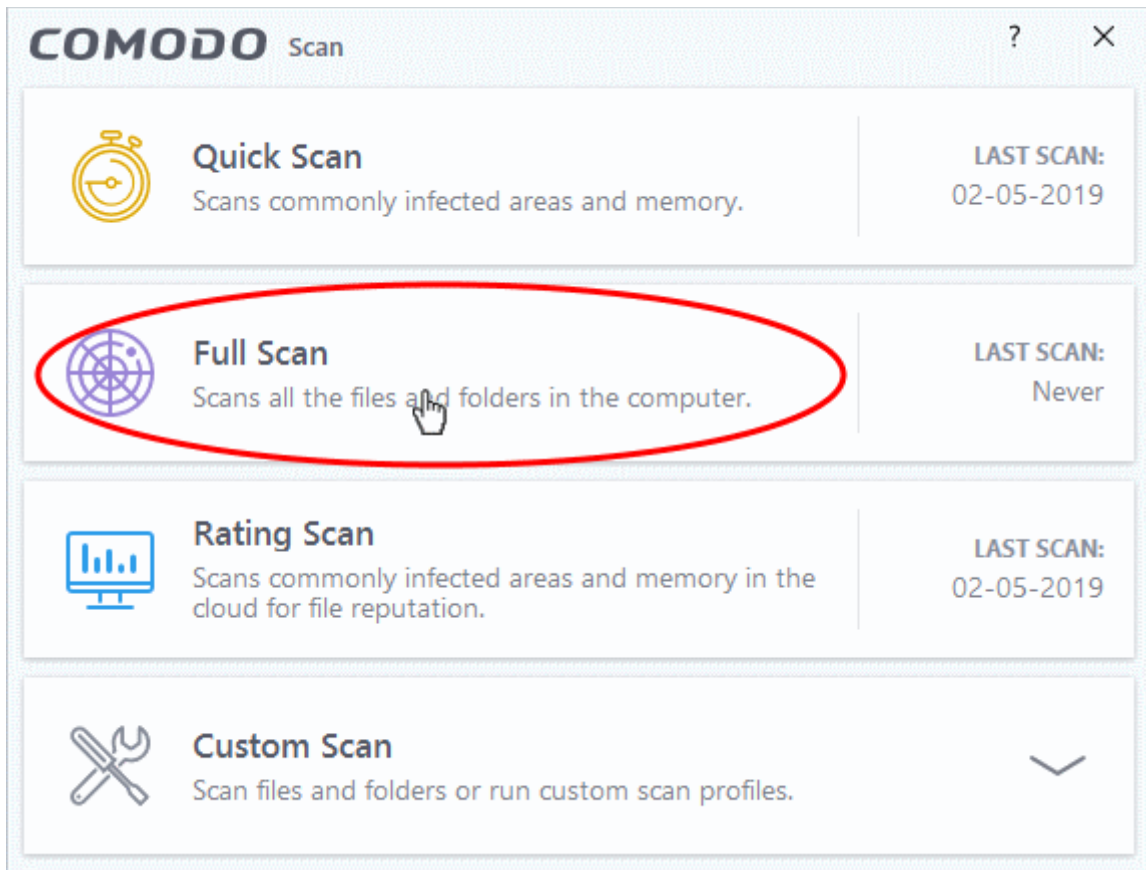 COMODO Scan ?
Quick Scan
Scans commonly infected areas and memory.
LAST SCAN:
02-05-2019
Full Scan
Scans all the files and folders in the computer.
LAST SCAN:
Never
Rating Scan
Scans commonly infected areas and memory in the
cloud for file reputation.
LAST SCAN:
02-05-2019
Custom Scan
Scan files and folders or run custom scan profiles.